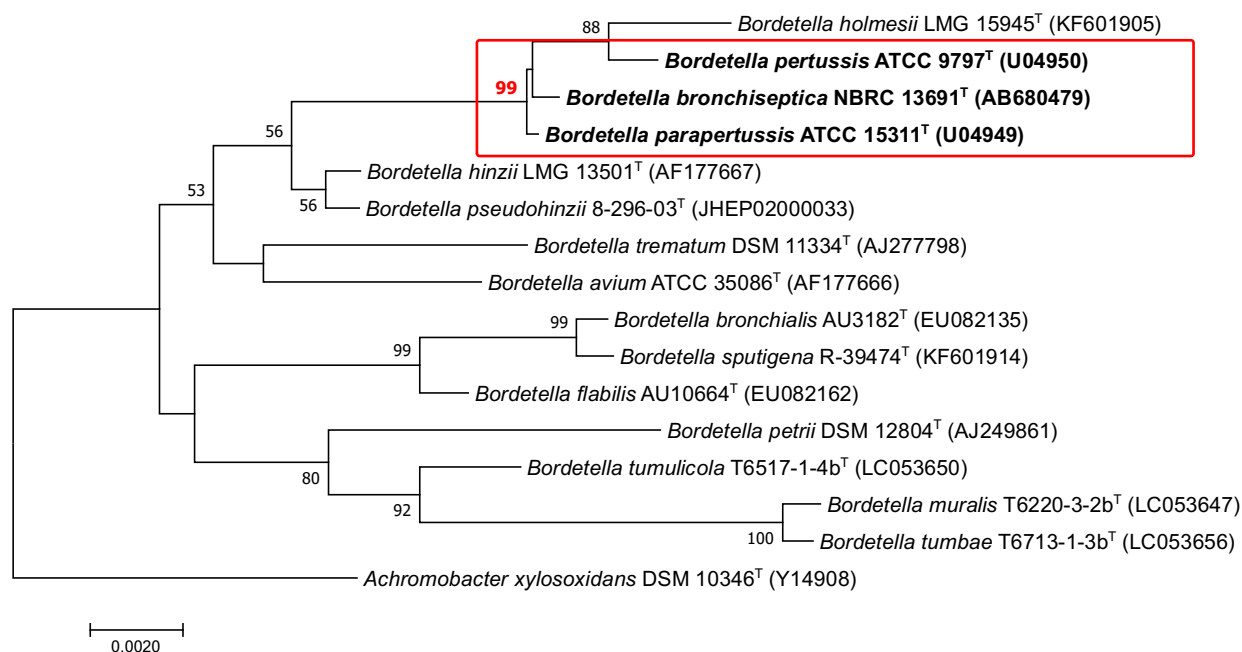 88
Bordetella holmesii LMG 15945ᵀ (KF601905)
Bordetella pertussis ATCC 9797ᵀ (U04950)
99
Bordetella bronchiseptica NBRC 13691ᵀ (AB680479)
Bordetella parapertussis ATCC 15311ᵀ (U04949)
56
Bordetella hinzii LMG 13501ᵀ (AF177667)
53
56
Bordetella pseudohinzii 8-296-03ᵀ (JHEP02000033)
Bordetella trematum DSM 11334ᵀ (AJ277798)
Bordetella avium ATCC 35086ᵀ (AF177666)
99
Bordetella bronchialis AU3182ᵀ (EU082135)
99
Bordetella sputigena R-39474ᵀ (KF601914)
Bordetella flabilis AU10664ᵀ (EU082162)
Bordetella petrii DSM 12804ᵀ (AJ249861)
80
Bordetella tumulicola T6517-1-4bᵀ (LC053650)
92
Bordetella muralis T6220-3-2bᵀ (LC053647)
100
Bordetella tumbae T6713-1-3bᵀ (LC053656)
Achromobacter xylosoxidans DSM 10346ᵀ (Y14908)
0.0020